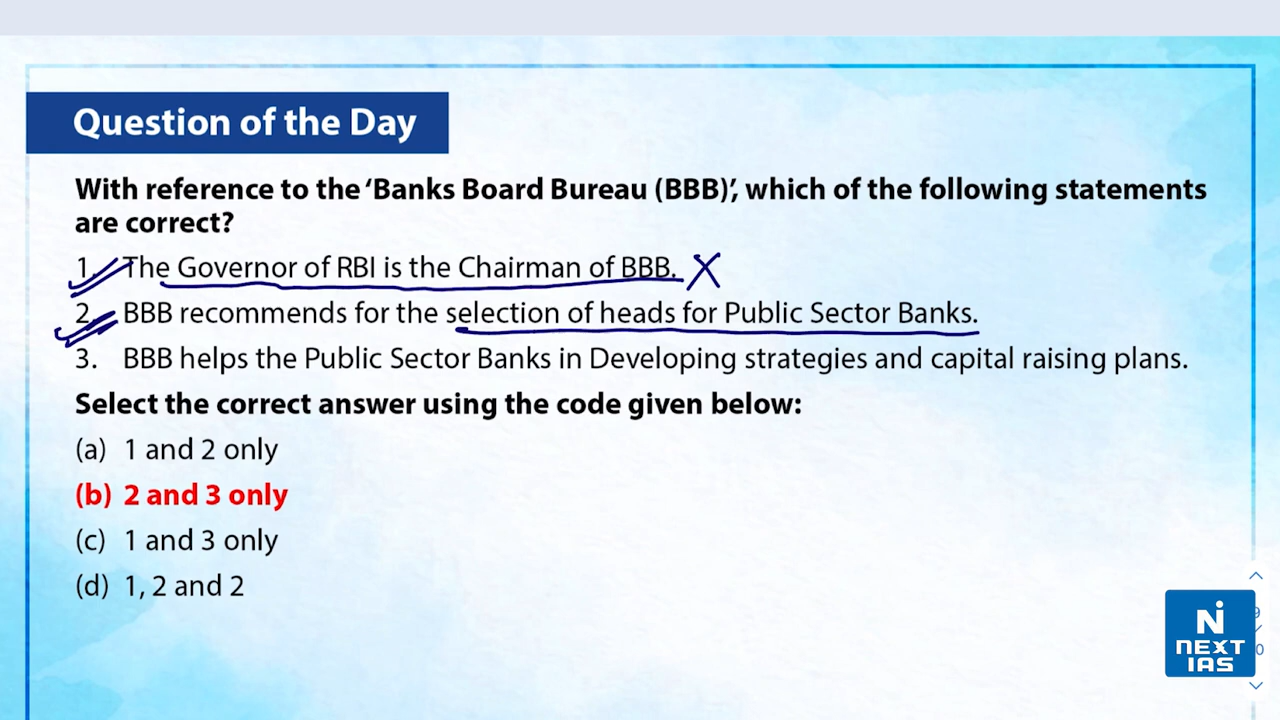 Question of the Day
With reference to the ‘Banks Board Bureau (BBB)’, which of the following statements
are correct?
1. The Governor of RBI is the Chairman of BBB. X
2. BBB recommends for the selection of heads for Public Sector Banks.
3. BBB helps the Public Sector Banks in Developing strategies and capital raising plans.
Select the correct answer using the code given below:
(a) 1 and 2 only
(b) 2 and 3 only
(c) 1 and 3 only
(d) 1, 2 and 2
NEXT
IAS